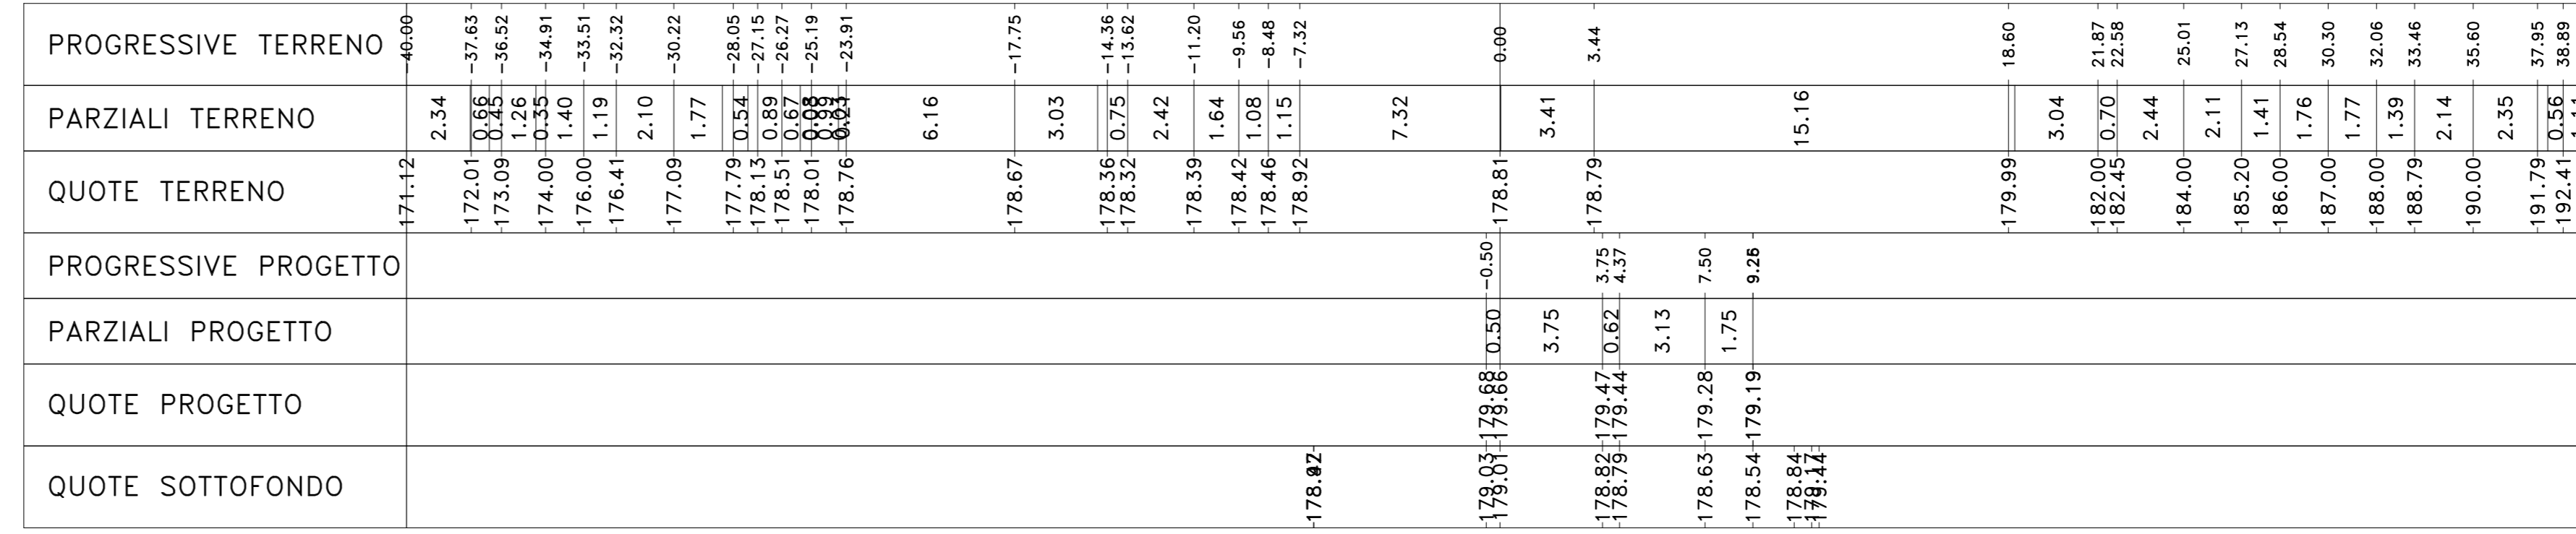 PROGRESSIVE TERRENO -40.00 -37.63 -36.52 -34.91 -33.51 -32.32 -30.22 -28.05 -27.15 -26.27 -25.19 -23.91 -17.75 -14.36 -13.62 -11.20 -9.56 -8.48 -7.32 0.00 3.44 18.60 21.87 22.58 25.01 27.13 28.54 30.30 32.06 33.46 35.60 37.95 38.89
PARZIALI TERRENO 2.34 0.66 0.45 1.26 0.35 1.40 1.19 2.10 1.77 0.54 0.89 0.67 6.16 3.03 0.75 2.42 1.64 1.08 1.15 7.32 3.41 15.16 3.04 0.70 2.44 2.11 1.41 1.76 1.77 1.39 2.14 2.35 0.56
QUOTE TERRENO 171.12 172.01 173.09 174.00 176.00 176.41 177.09 177.79 178.13 178.51 178.01 178.76 178.67 178.36 178.32 178.39 178.42 178.46 178.92 178.81 178.79 179.99 182.00 182.45 184.00 185.20 186.00 187.00 188.00 188.79 190.00 191.79 192.41
PROGRESSIVE PROGETTO -0.50 3.75 4.37 7.50
PARZIALI PROGETTO 0.50 3.75 0.62 3.13 1.75
QUOTE PROGETTO 179.68 179.66 179.47 179.44 179.28 179.19
QUOTE SOTTOFONDO 179.03 179.01 178.82 178.79 178.63 178.54 178.84 179.17 179.44